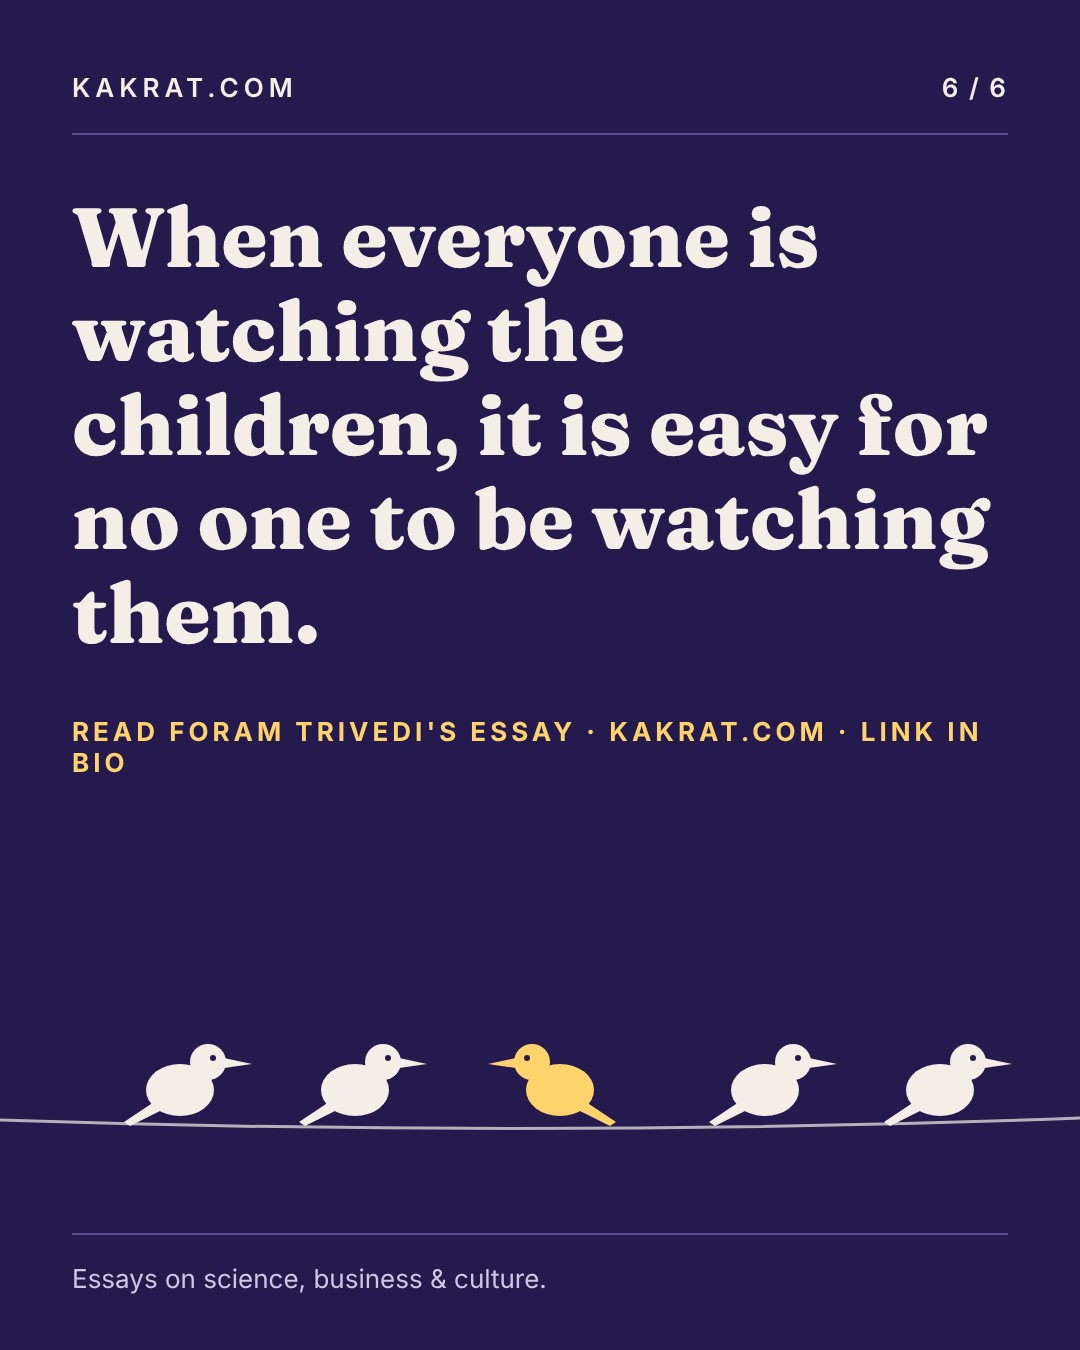 KAKRAT.COM
6 / 6
When everyone is
watching the
children, it is easy for
no one to be watching
them.
READ FORAM TRIVEDI'S ESSAY · KAKRAT.COM · LINK IN
BIO
Essays on science, business & culture.